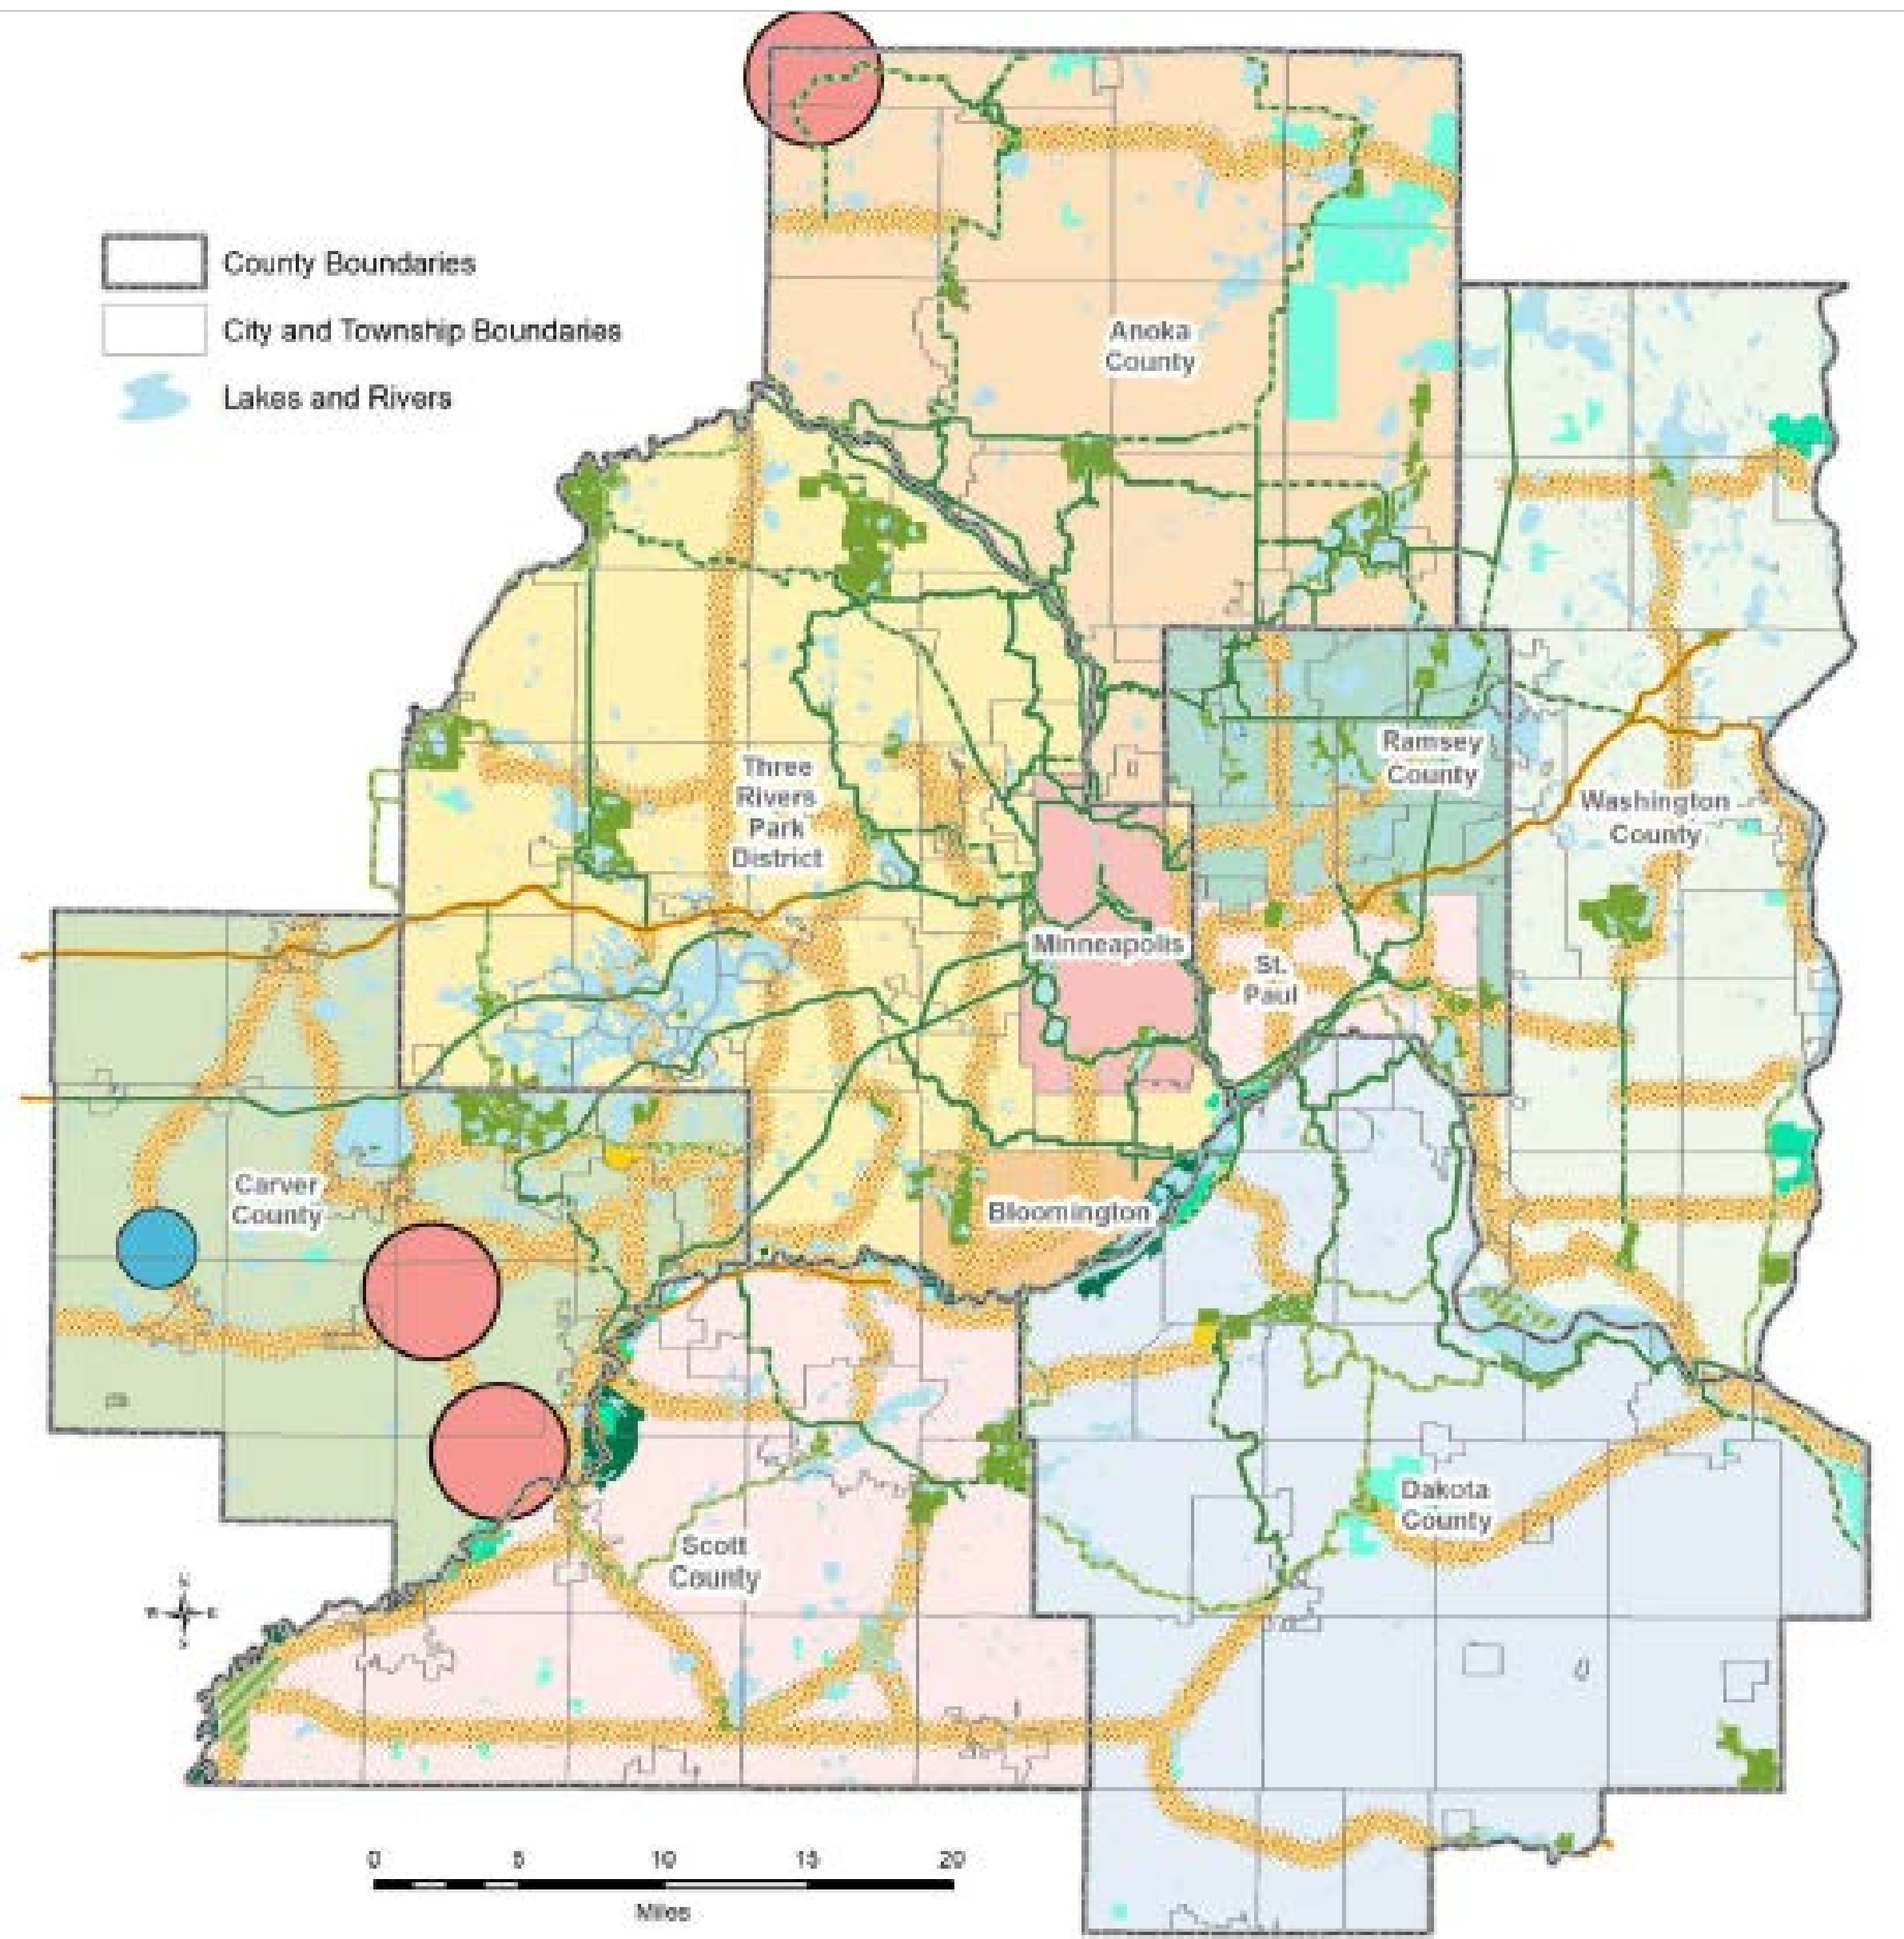 County Boundaries
City and Township Boundaries
Lakes and Rivers
Anoka
County
Three
Rivers
Park
District
Ramsey
County
Washington
County
Minneapolis
St.
Paul
Carver
County
Bloomington
Scott
County
Dakota
County
N
W E
S
0 5 10 15 20
Miles